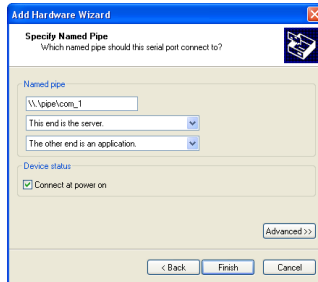 Add Hardware Wizard
Specify Named Pipe
Which named pipe should this serial port connect to?
Named pipe
\\.\pipe\com_1
This end is the server.
The other end is an application.
Device status
Connect at power on
Advanced >>
< Back
Finish
Cancel